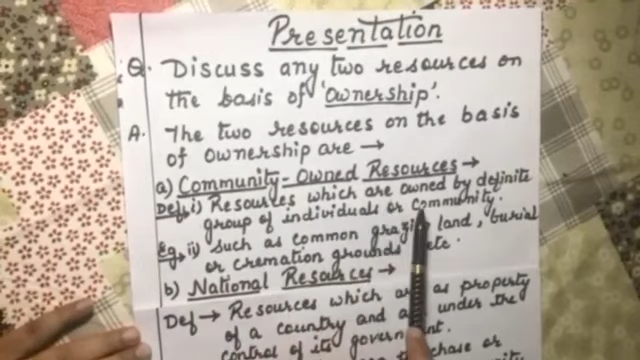 Presentation
Q. Discuss any two resources on
the basis of 'Ownership'.
A. The two resources on the basis
of ownership are →
a) Community-Owned Resources →
Def. i) Resources which are owned by definite
group of individuals or community.
Eg. ii) Such as common grazing land, burial
or cremation grounds etc.
b) National Resources →
Def → Resources which are as property
of a country and under the
control of its government.
chase or